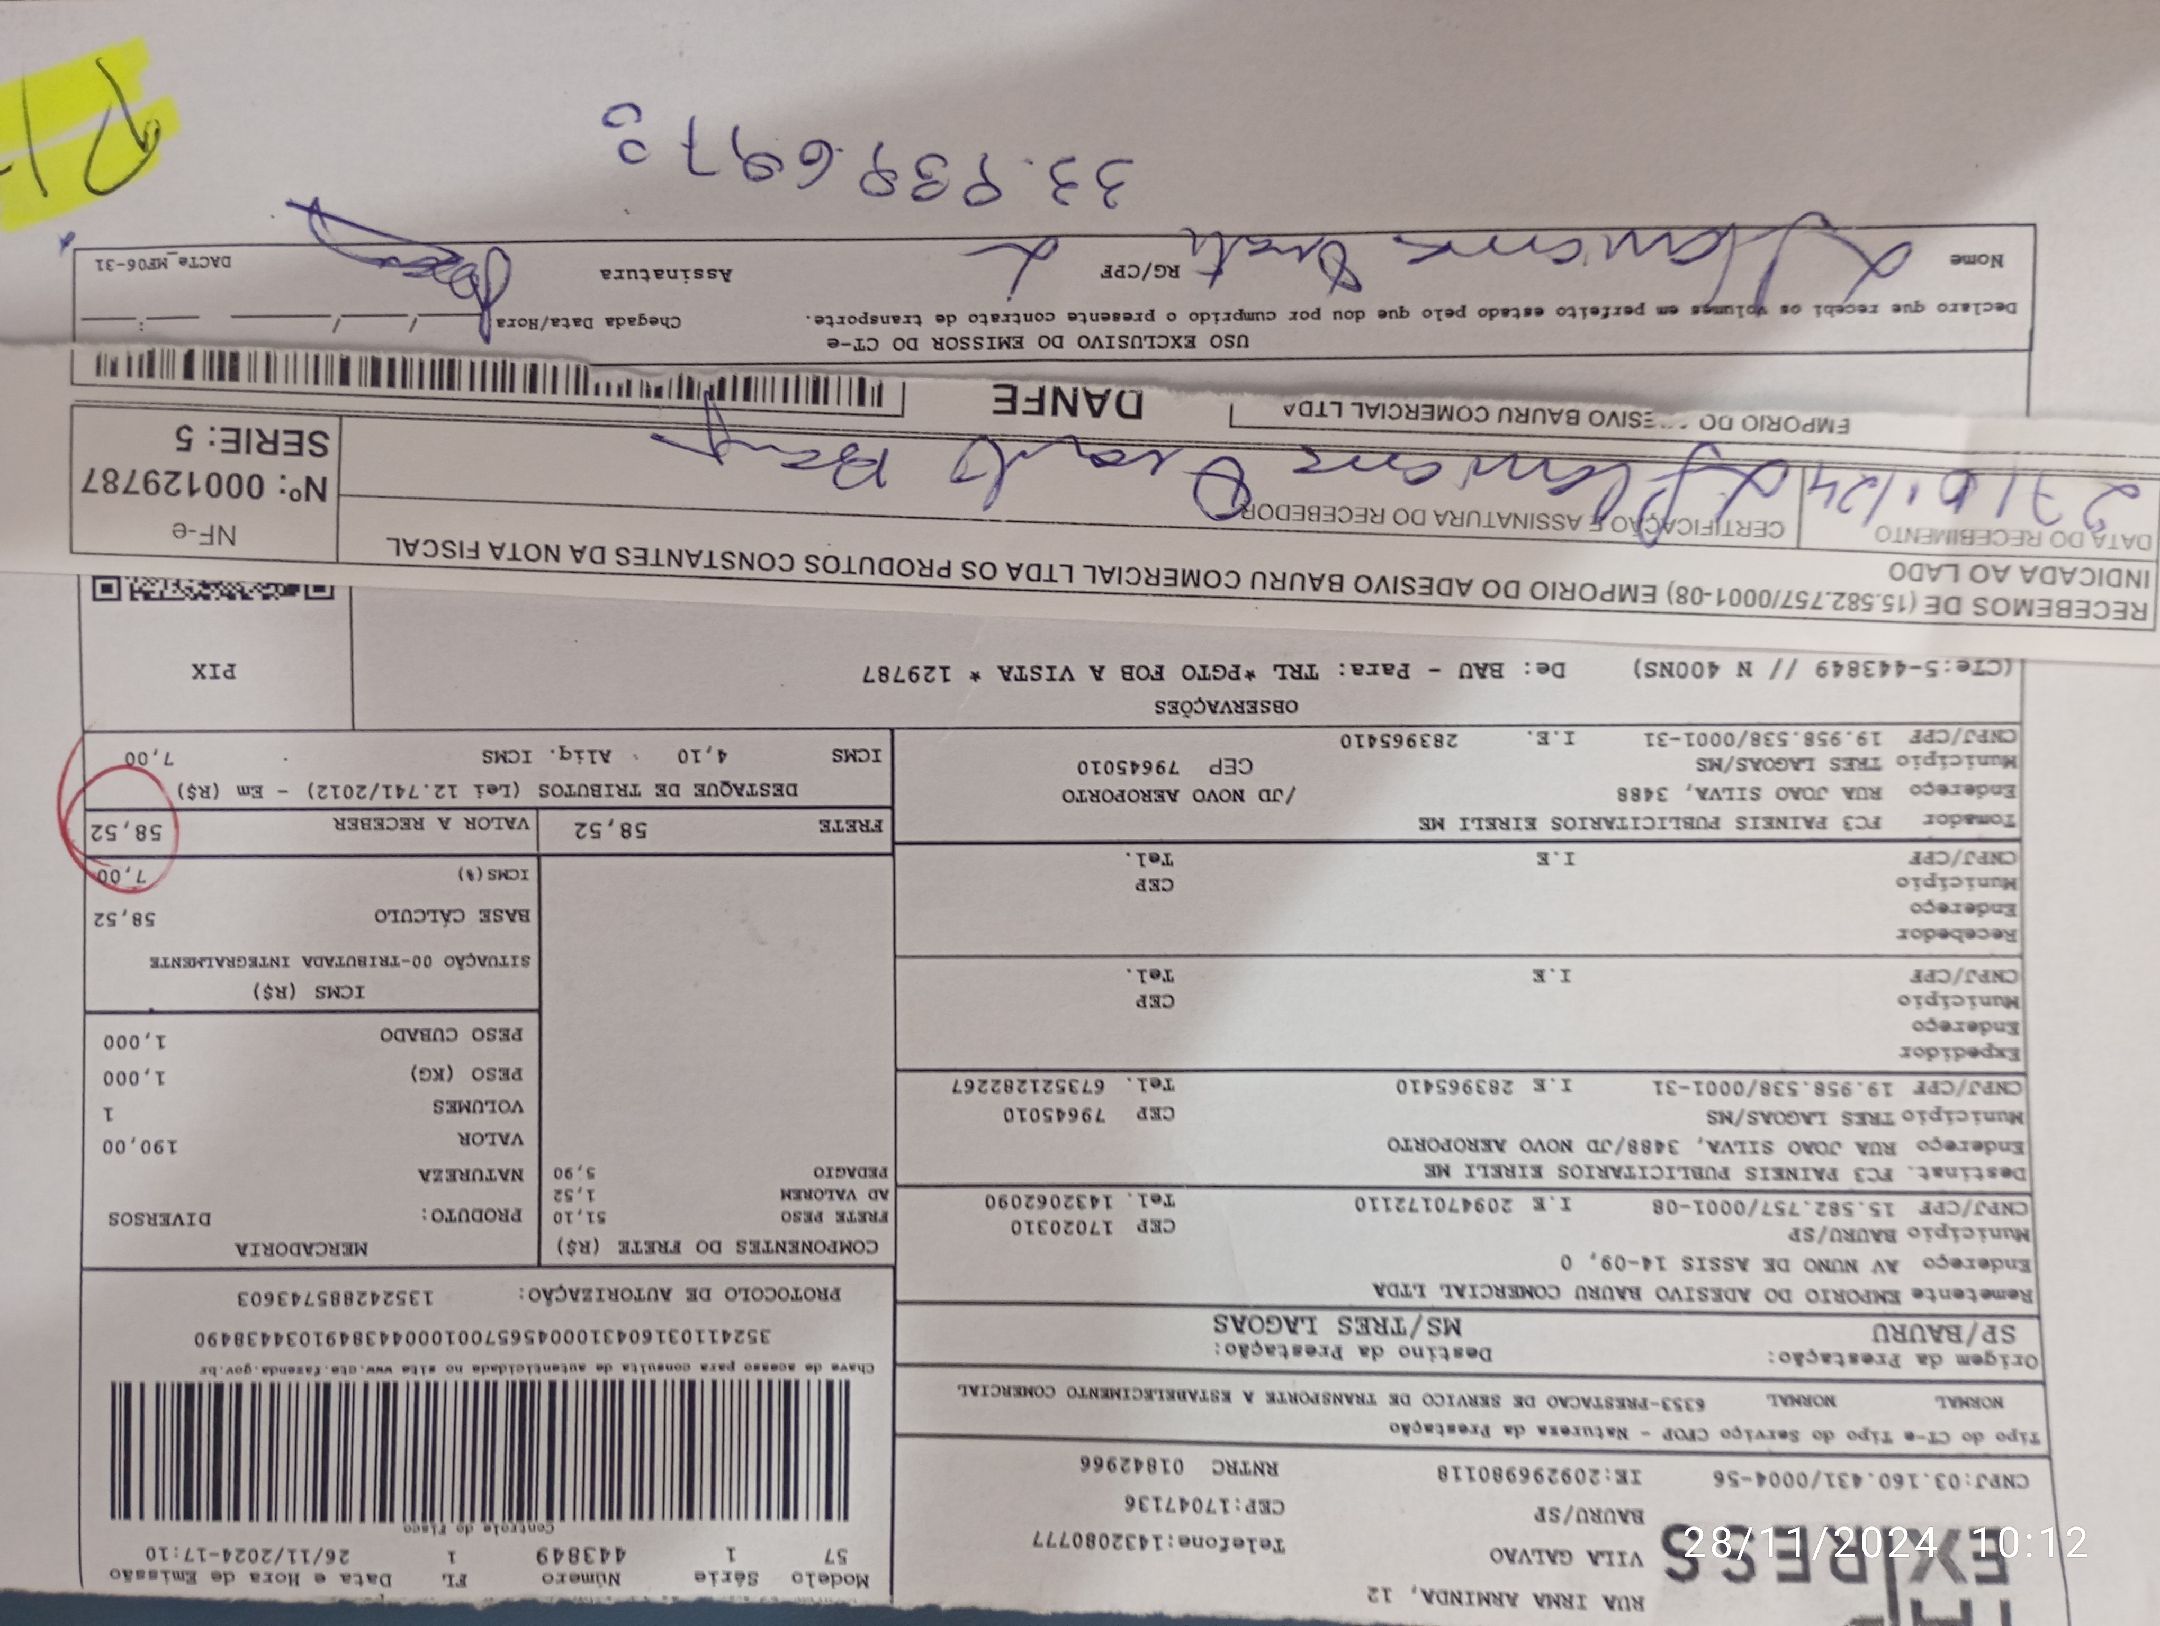 RUA IRMA ARMINDA, 12
EXPRESS
VILA GALVAO
BAURU/SP
Telefone:1432080777
CEP:17047136
CNPJ:03.160.431/0004-56 IE:20929680118 RNTRC 01842966
Modelo Série Número FL Data e Hora de Emissão
57 1 443849 1 26/11/2024-17:10
Controle do Fisco
Chave de acesso para consulta de autenticidade no site www.cte.fazenda.gov.br
PROTOCOLO DE AUTORIZAÇÃO: 135242885743603
Tipo do CT-e Tipo do Serviço CFOP - Natureza da Prestação
NORMAL NORMAL 6353-PRESTACAO DE SERVICO DE TRANSPORTE A ESTABELECIMENTO COMERCIAL
Origem da Prestação: Destino da Prestação:
SP/BAURU MS/TRES LAGOAS
Remetente EMPORIO DO ADESIVO BAURU COMERCIAL LTDA
Endereço AV NUNO DE ASSIS 14-09, 0
Município BAURU/SP CEP 17020310
CNPJ/CPF 15.582.757/0001-08 I.E 209470172110 Tel. 1432062090
Destinat. FC3 PAINEIS PUBLICITARIOS EIRELI ME
Endereço RUA JOAO SILVA, 3488/JD NOVO AEROPORTO
Município TRES LAGOAS/MS CEP 79645010
CNPJ/CPF 19.958.538/0001-31 I.E 283965410 Tel. 673521282267
Expedidor
Endereço
Município CEP
CNPJ/CPF I.E Tel.
Recebedor
Endereço
Município CEP
CNPJ/CPF I.E Tel.
Tomador FC3 PAINEIS PUBLICITARIOS EIRELI ME
Endereço RUA JOAO SILVA, 3488 /JD NOVO AEROPORTO
Município TRES LAGOAS/MS CEP 79645010
CNPJ/CPF 19.958.538/0001-31 I.E. 283965410
COMPONENTES DO FRETE (R$)
FRETE PESO 51,10
AD VALOREM 1,52
PEDAGIO 5,90
MERCADORIA
PRODUTO: DIVERSOS
NATUREZA
VALOR 190,00
VOLUMES 1
PESO (KG) 1,000
PESO CUBADO 1,000
ICMS (R$)
SITUAÇÃO 00-TRIBUTADA INTEGRALMENTE
BASE CÁLCULO 58,52
ICMS(%) 7,00
FRETE 58,52 VALOR A RECEBER 58,52
DESTAQUE DE TRIBUTOS (Lei 12.741/2012) - Em (R$)
ICMS 4,10 Aliq. ICMS 7,00
OBSERVAÇÕES
(CTe:5-443849 // N 400NS) De: BAU - Para: TRL *PGTO FOB A VISTA * 129787
PIX
RECEBEMOS DE (15.582.757/0001-08) EMPORIO DO ADESIVO BAURU COMERCIAL LTDA OS PRODUTOS CONSTANTES DA NOTA FISCAL
INDICADA AO LADO
DATA DO RECEBIMENTO CERTIFICAÇÃO E ASSINATURA DO RECEBEDOR
NF-e
Nº: 000129787
SERIE: 5
EMPORIO DO ESIVO BAURU COMERCIAL LTDA
DANFE
USO EXCLUSIVO DO EMISSOR DO CT-e
Declaro que recebi os volumes em perfeito estado pelo que dou por cumprido o presente contrato de transporte.
Chegada Data/Hora / / :
Nome RG/CPF Assinatura
DACTe_MF06-31
28/11/2024 10:12